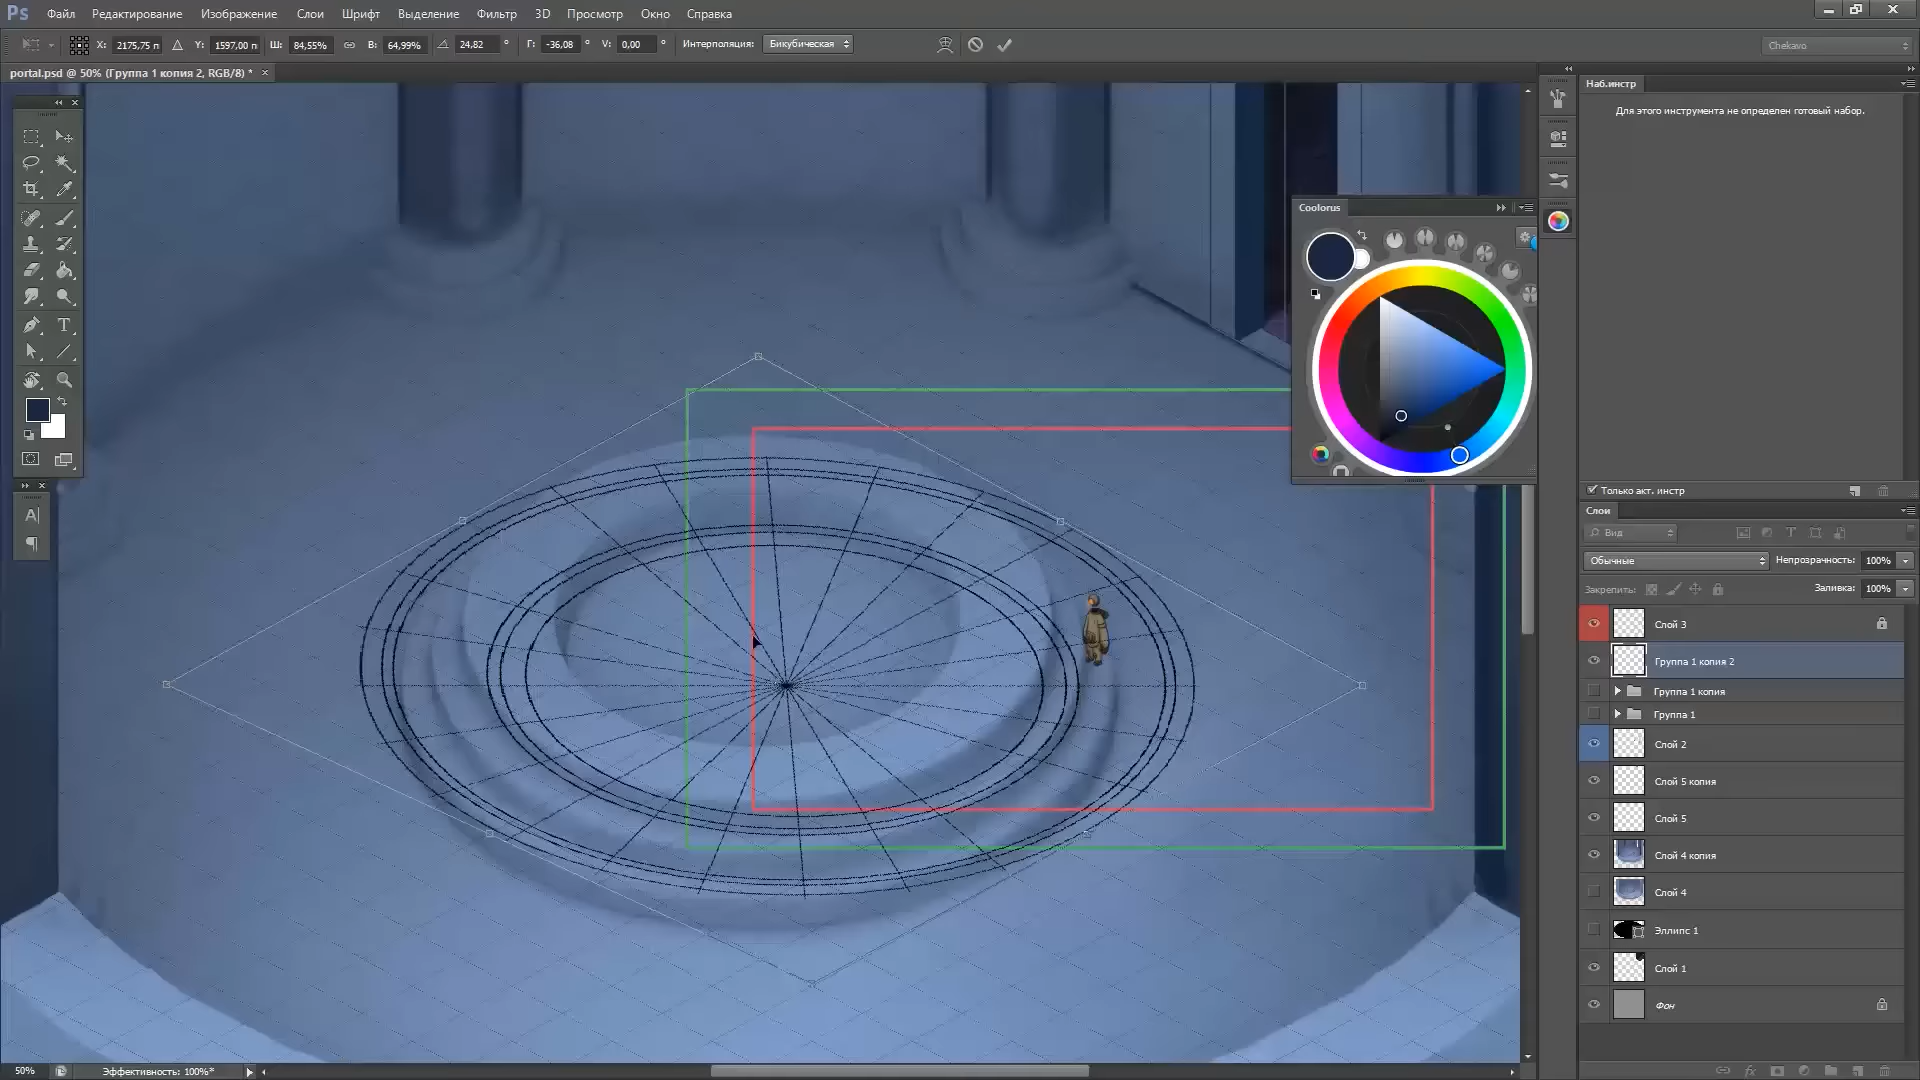 Ps Файл Редактирование Изображение Слои Шрифт Выделение Фильтр 3D Просмотр Окно Справка
X: 2175,75 п Y: 1597,00 п Ш: 84,55% В: 64,99% 24,82 ° Г: -36,08 ° V: 0,00 ° Интерполяция: Бикубическая Chekavo
portal.psd @ 50% (Группа 1 копия 2, RGB/8) * ×
Наб.инстр
Для этого инструмента не определен готовый набор.
Coolorus
Только акт. инстр
Слои
Вид
Обычные Непрозрачность: 100%
Закрепить: Заливка: 100%
Слой 3
Группа 1 копия 2
Группа 1 копия
Группа 1
Слой 2
Слой 5 копия
Слой 5
Слой 4 копия
Слой 4
Эллипс 1
Слой 1
Фон
50% Эффективность: 100%*